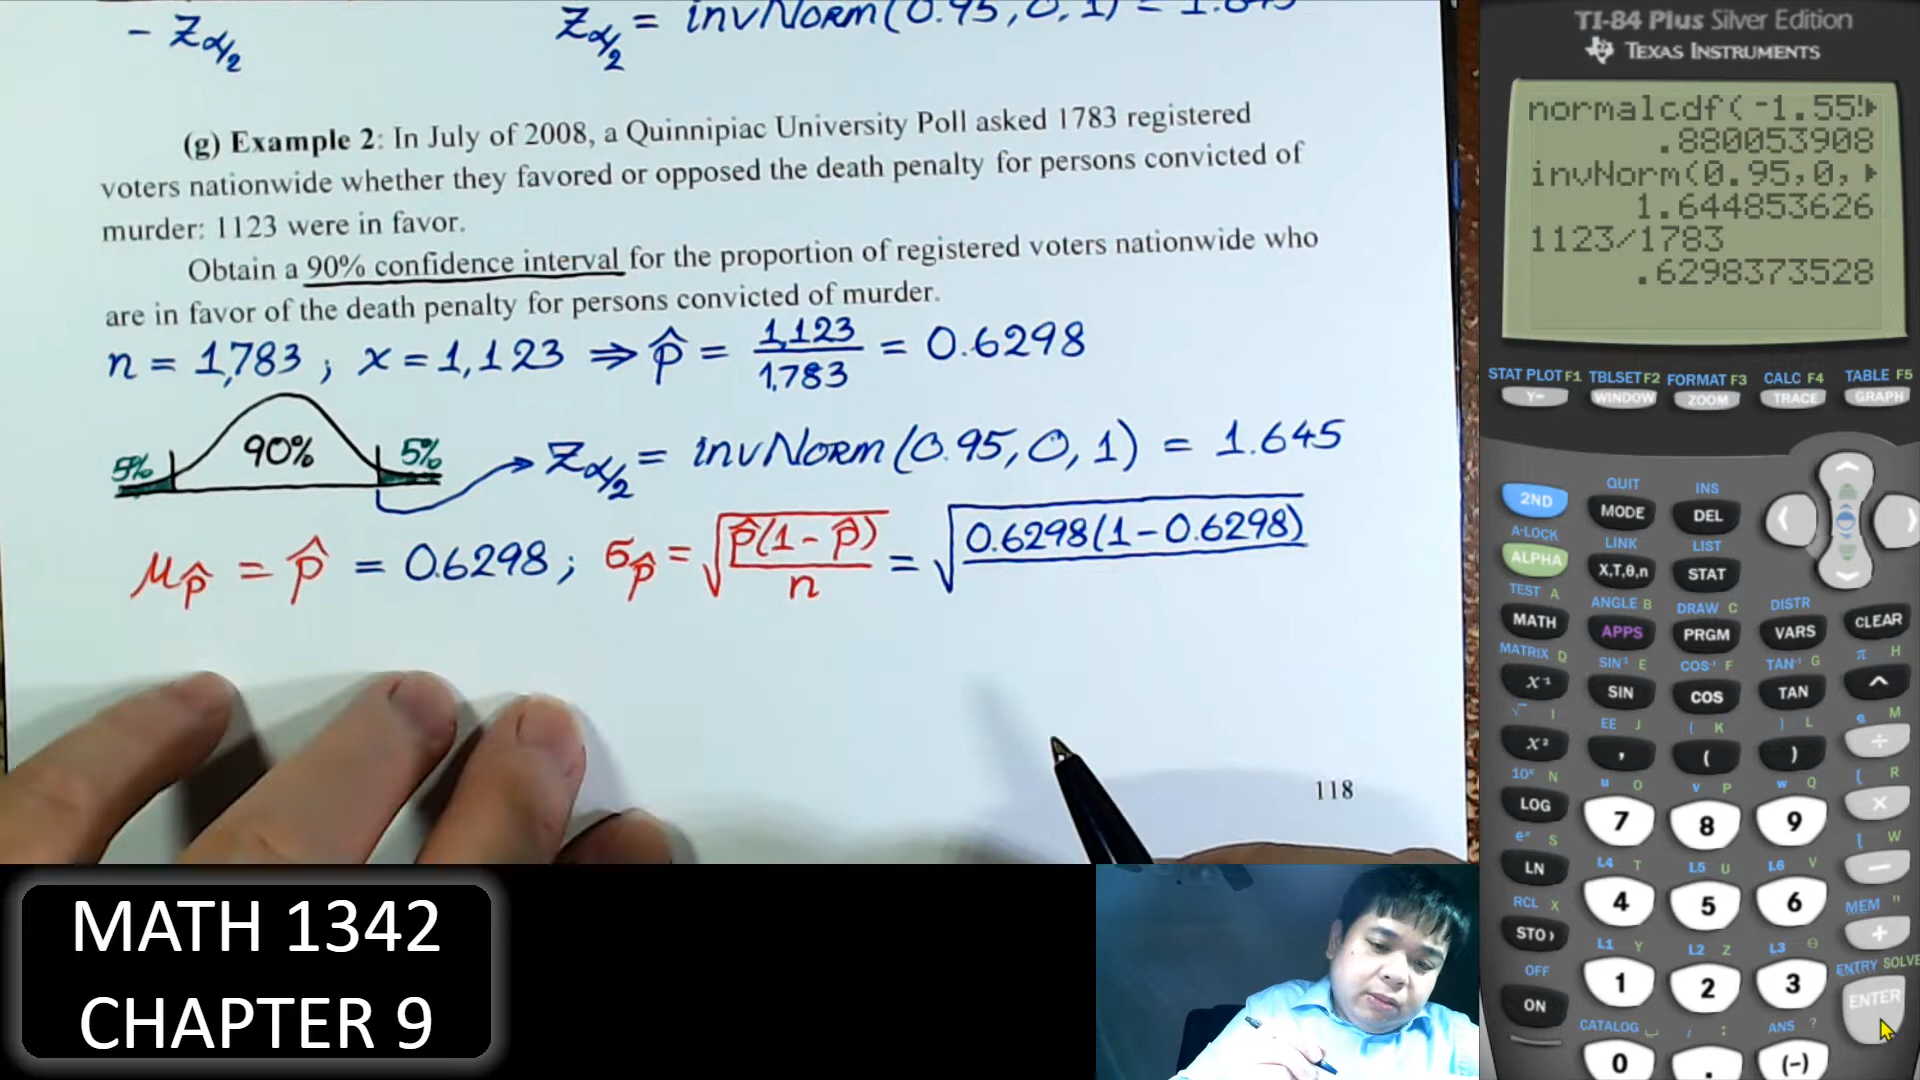 - Zα/2 Zα/2 = invNorm(0.95, 0, 1) = 1.645
(g) Example 2: In July of 2008, a Quinnipiac University Poll asked 1783 registered
voters nationwide whether they favored or opposed the death penalty for persons convicted of
murder: 1123 were in favor.
Obtain a 90% confidence interval for the proportion of registered voters nationwide who
are in favor of the death penalty for persons convicted of murder.
n = 1,783 ; x = 1,123 ⇒ p̂ = 1,123/1,783 = 0.6298
5% 90% 5% → Zα/2 = invNorm(0.95, 0, 1) = 1.645
μp̂ = p̂ = 0.6298 ; σp̂ = √(p̂(1-p̂)/n) = √(0.6298(1-0.6298)
118
MATH 1342
CHAPTER 9
TI-84 Plus Silver Edition
TEXAS INSTRUMENTS
normalcdf(-1.55
.880053908
invNorm(0.95,0,
1.644853626
1123/1783
.6298373528
STAT PLOT F1 TBLSET F2 FORMAT F3 CALC F4 TABLE F5
Y= WINDOW ZOOM TRACE GRAPH
QUIT INS
2ND MODE DEL
A-LOCK LINK LIST
ALPHA X,T,θ,n STAT
TEST A ANGLE B DRAW C DISTR
MATH APPS PRGM VARS CLEAR
MATRIX D SIN⁻¹ E COS⁻¹ F TAN⁻¹ G π H
x⁻¹ SIN COS TAN ^
√ I EE J { K } L e M
x² , ( ) ÷
10ˣ N u O v P w Q [ R
LOG 7 8 9 ×
eˣ S L4 T L5 U L6 V ] W
LN 4 5 6 −
RCL X L1 Y L2 Z L3 θ MEM "
STO› 1 2 3 +
OFF CATALOG ⎵ i : ANS ? ENTRY SOLVE
ON 0 . (-) ENTER